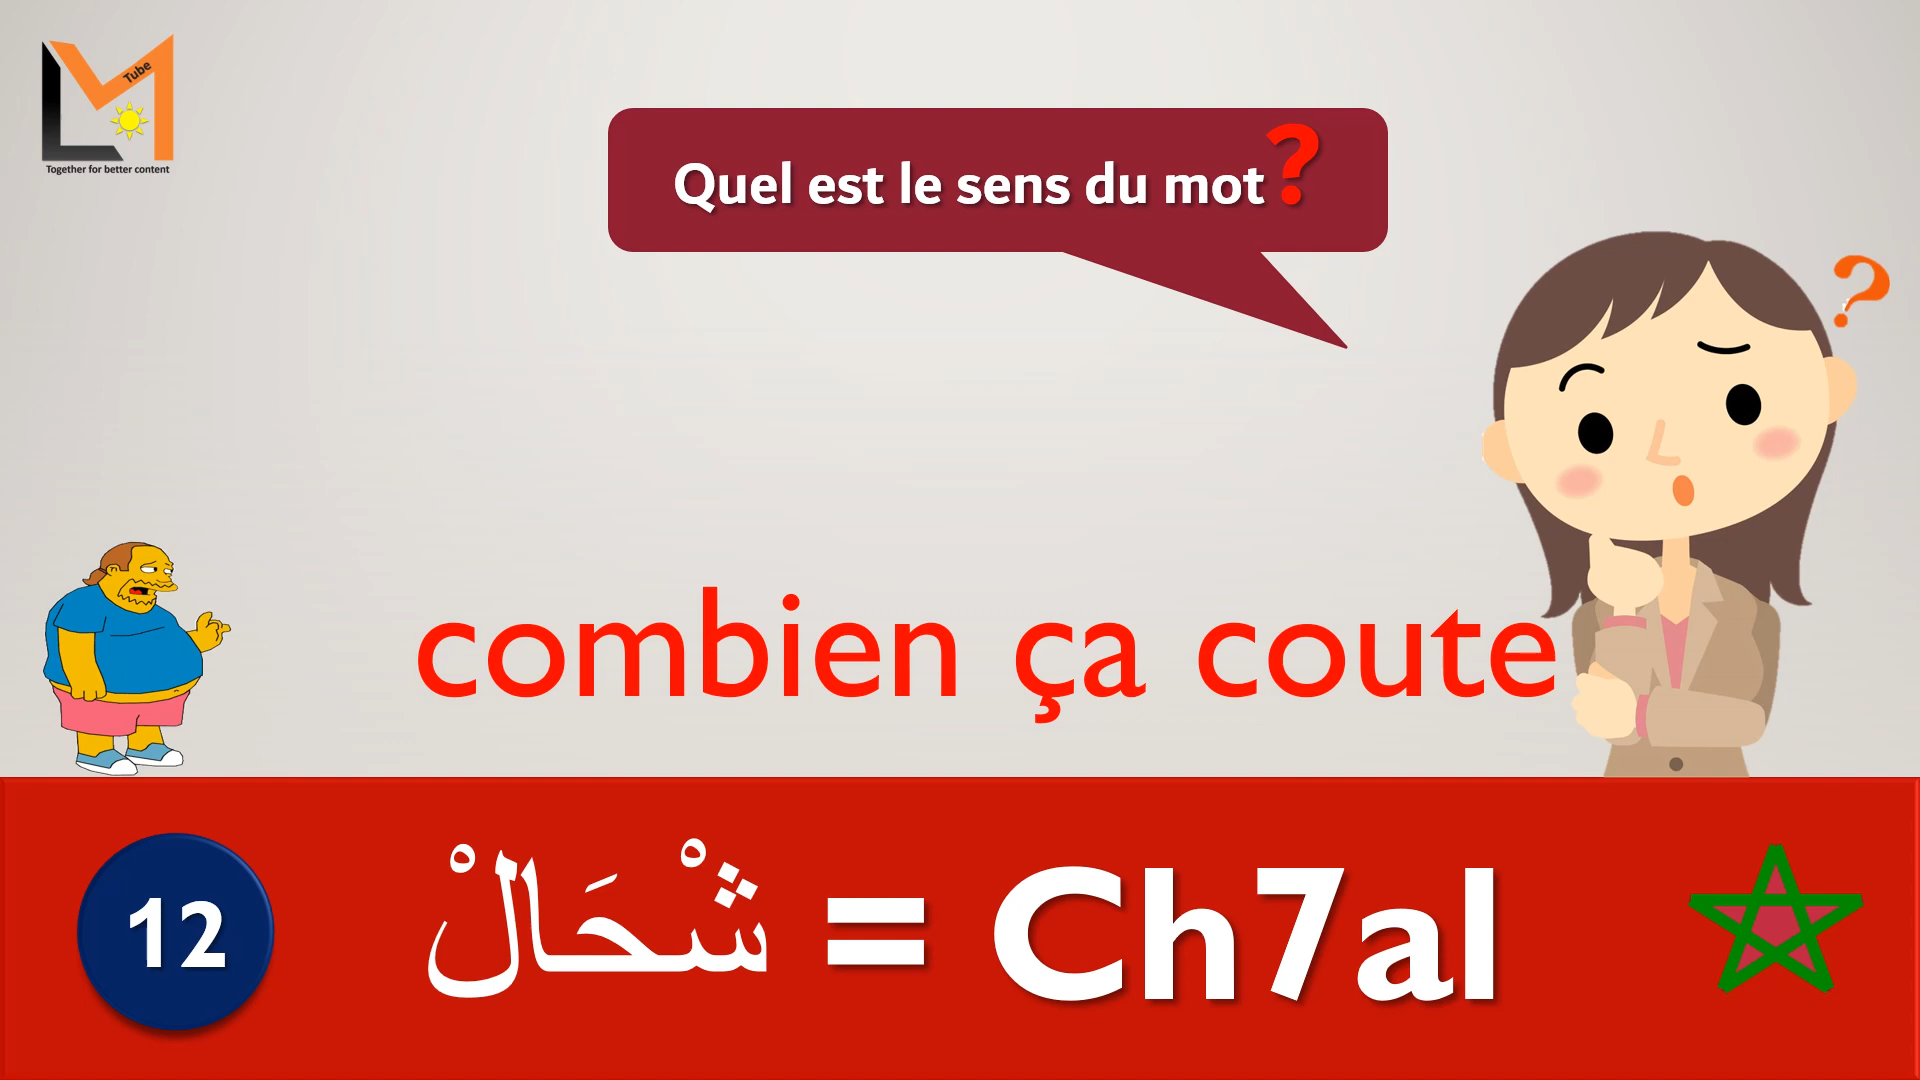 Tube
Together for better content
Quel est le sens du mot?
?
combien ça coute
12
شْحَالْ = Ch7al